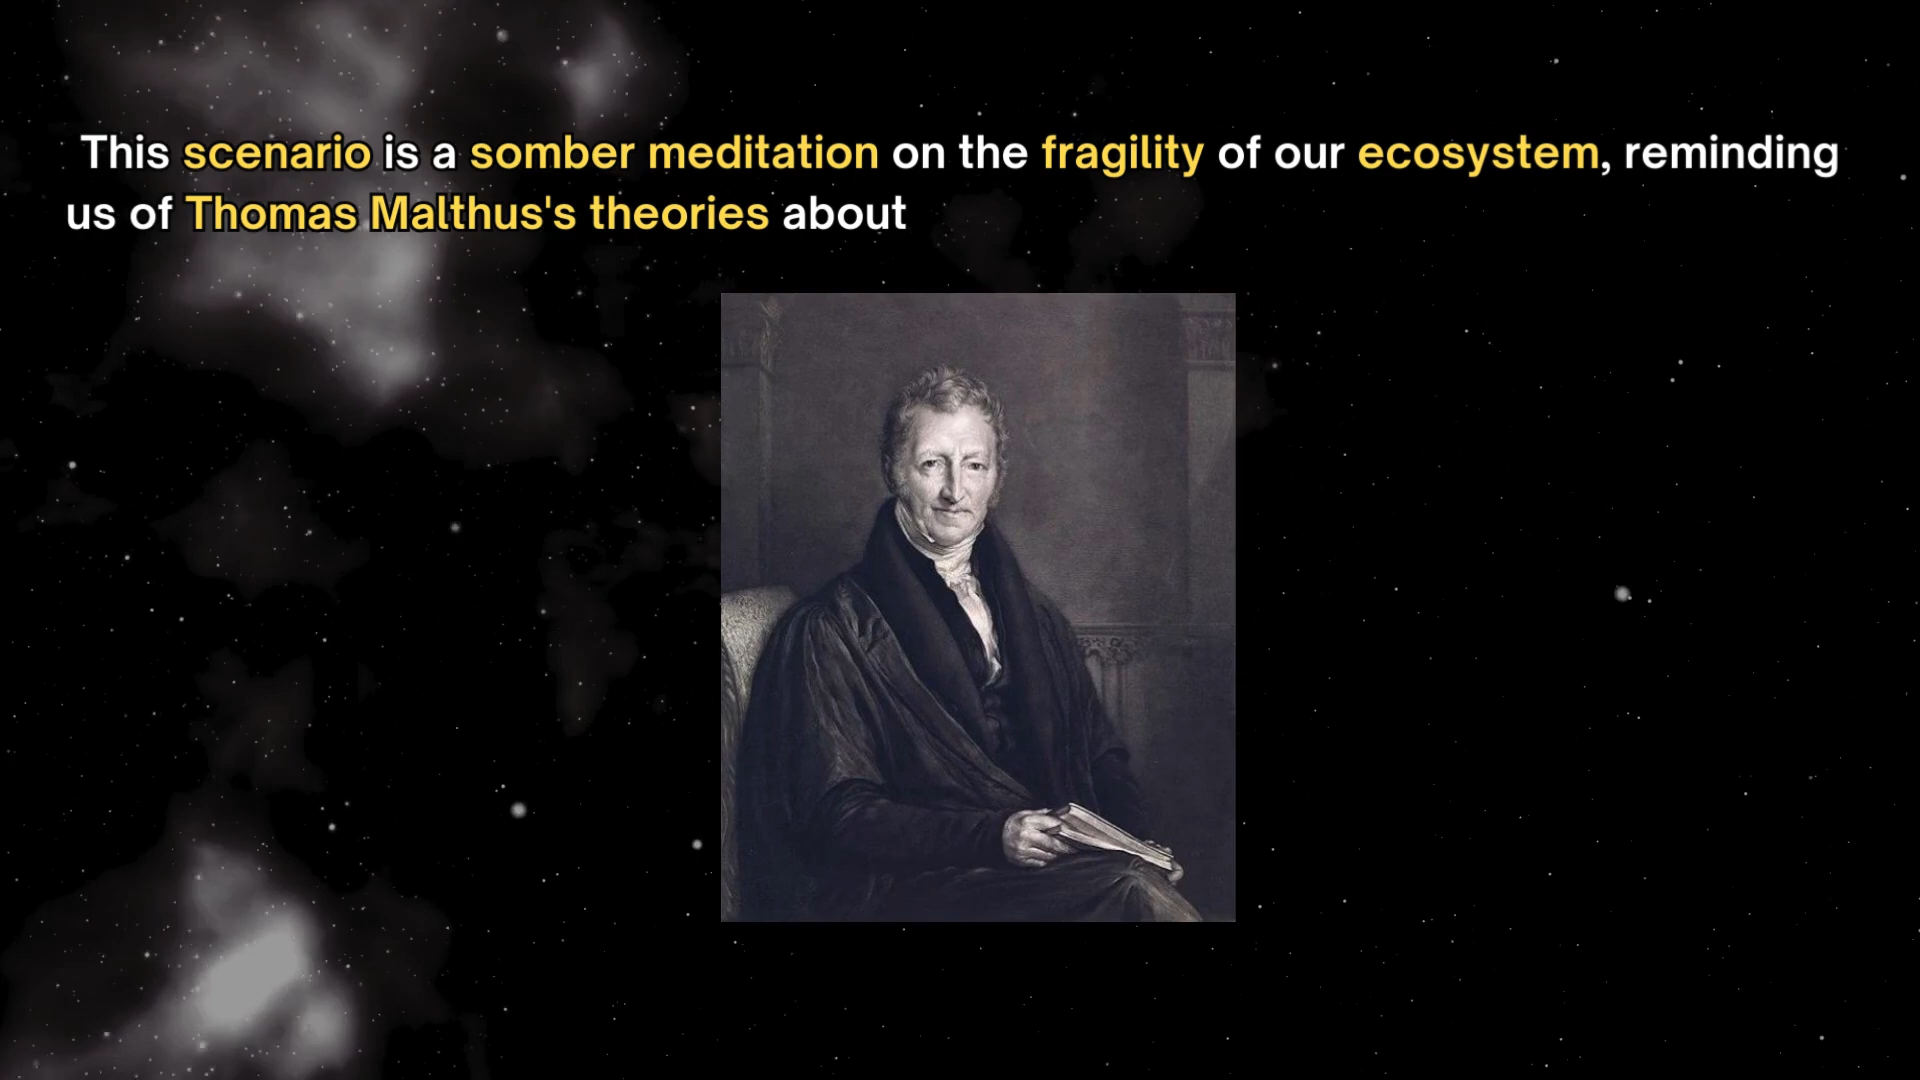 This scenario is a somber meditation on the fragility of our ecosystem, reminding
us of Thomas Malthus's theories about